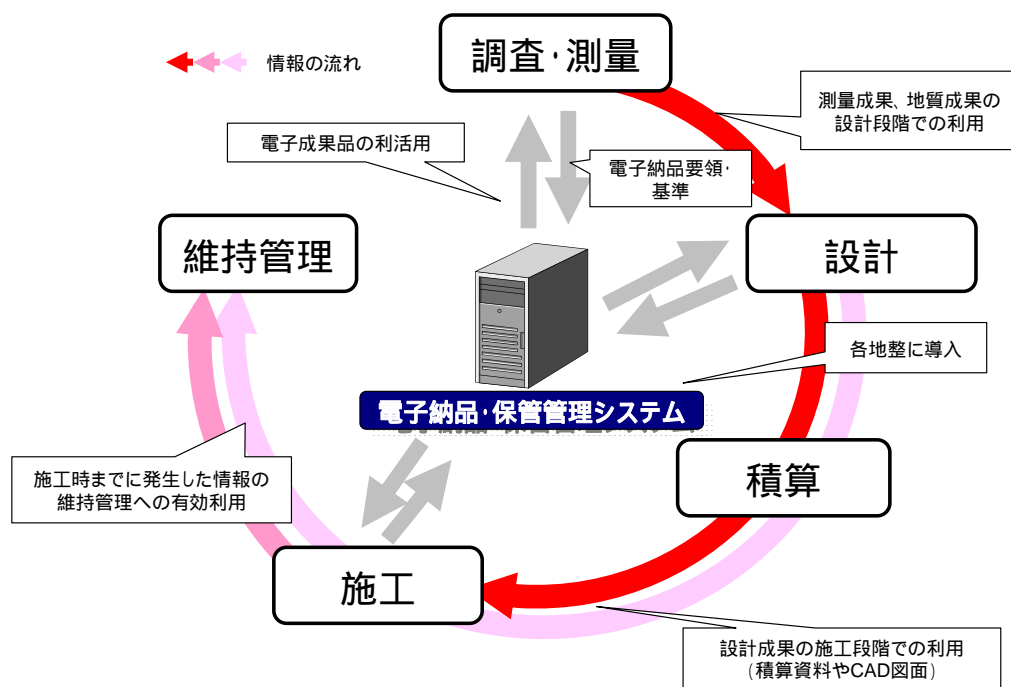 調査・測量
情報の流れ
測量成果、地質成果の
設計段階での利用
電子成果品の利活用
電子納品要領・
基準
維持管理
設計
各地整に導入
電子納品・保管管理システム
施工時までに発生した情報の
維持管理への有効利用
積算
施工
設計成果の施工段階での利用
(積算資料やCAD図面)